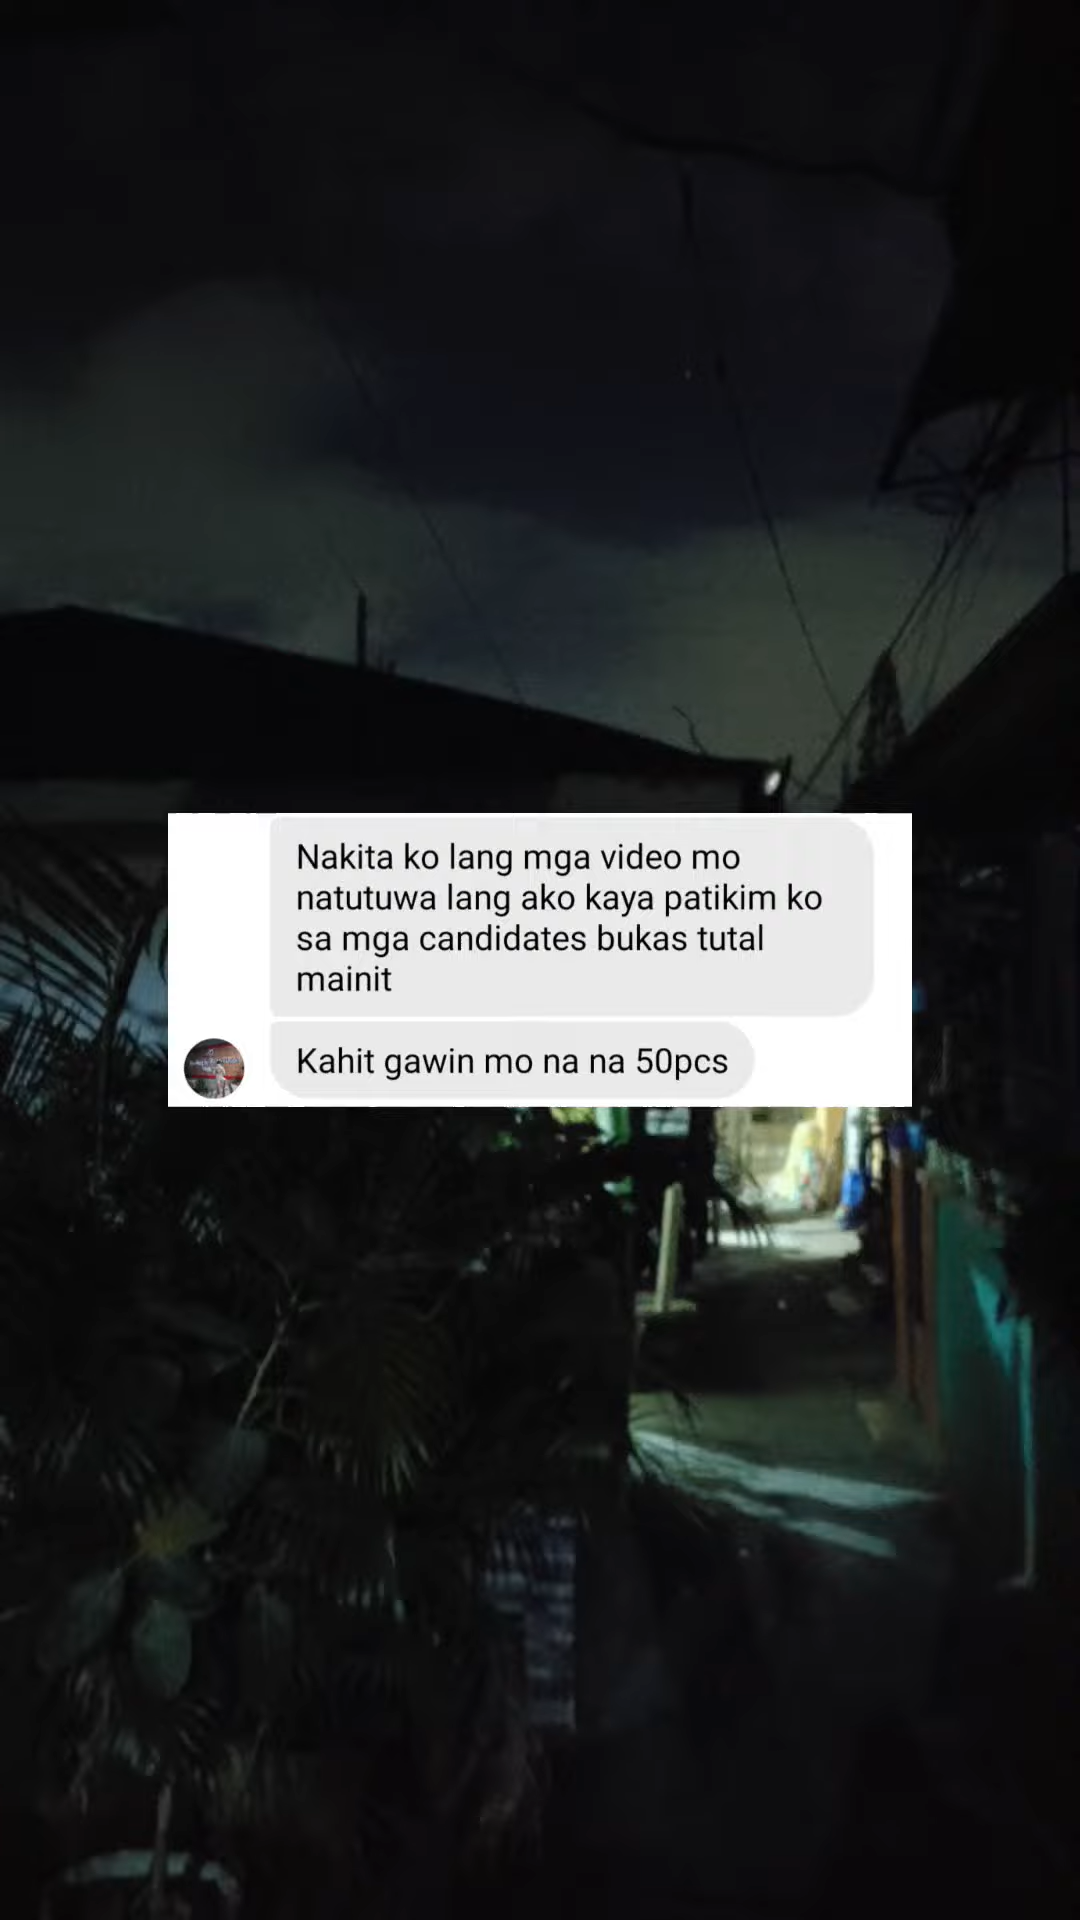 Nakita ko lang mga video mo
natutuwa lang ako kaya patikim ko
sa mga candidates bukas tutal
mainit
Kahit gawin mo na na 50pcs